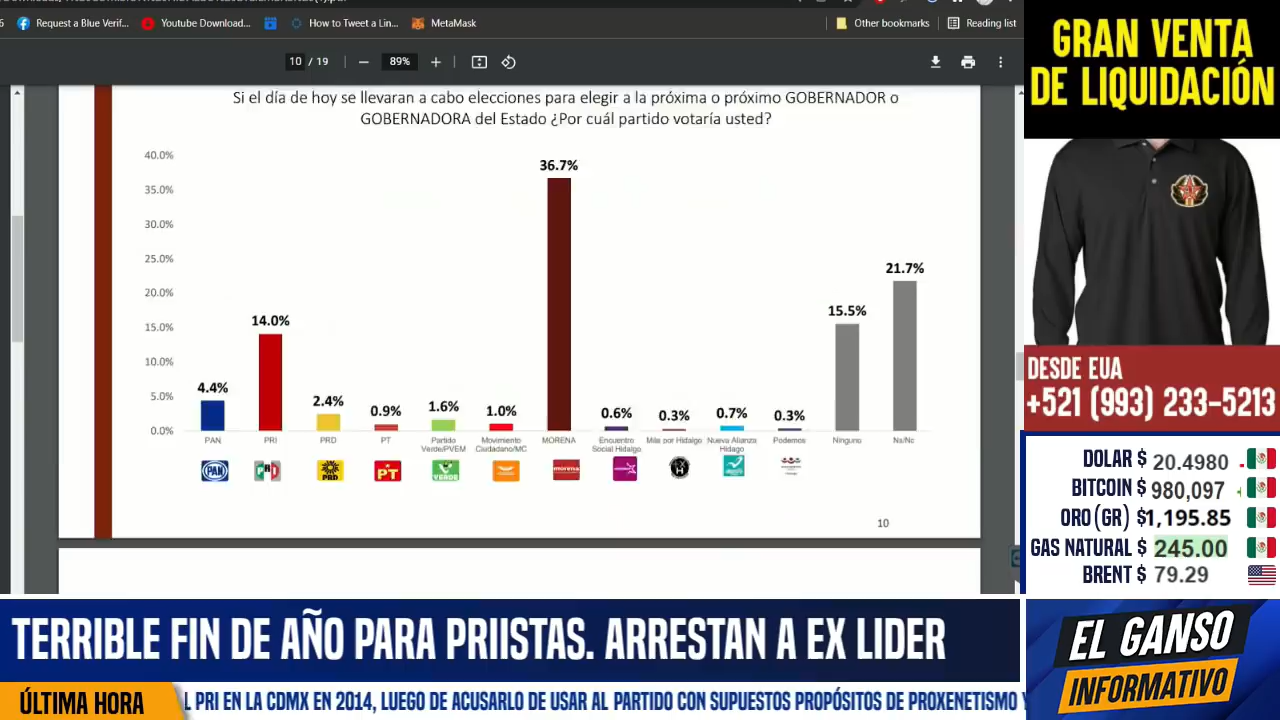 Request a Blue Verif...
Youtube Download...
How to Tweet a Lin...
MetaMask
Other bookmarks
Reading list
10 / 19
89%
Si el día de hoy se llevaran a cabo elecciones para elegir a la próxima o próximo GOBERNADOR o
GOBERNADORA del Estado ¿Por cuál partido votaría usted?
40.0%
35.0%
30.0%
25.0%
20.0%
15.0%
10.0%
5.0%
0.0%
4.4%
14.0%
2.4%
0.9%
1.6%
1.0%
36.7%
0.6%
0.3%
0.7%
0.3%
15.5%
21.7%
PAN
PRI
PRD
PT
Partido
Verde/PVEM
Movimiento
Ciudadano/MC
MORENA
Encuentro
Social Hidalgo
Más por Hidalgo
Nueva Alianza
Hidago
Podemos
Ninguno
Ns/Nc
PAN
PRI
PRD
PT
VERDE
morena
10
GRAN VENTA
DE LIQUIDACIÓN
DESDE EUA
+521 (993) 233-5213
DOLAR $ 20.4980
BITCOIN $ 980,097
ORO (GR) $1,195.85
GAS NATURAL $ 245.00
BRENT $ 79.29
TERRIBLE FIN DE AÑO PARA PRIISTAS. ARRESTAN A EX LIDER
EL GANSO
INFORMATIVO
ÚLTIMA HORA
L PRI EN LA CDMX EN 2014, LUEGO DE ACUSARLO DE USAR AL PARTIDO CON SUPUESTOS PROPÓSITOS DE PROXENETISMO Y